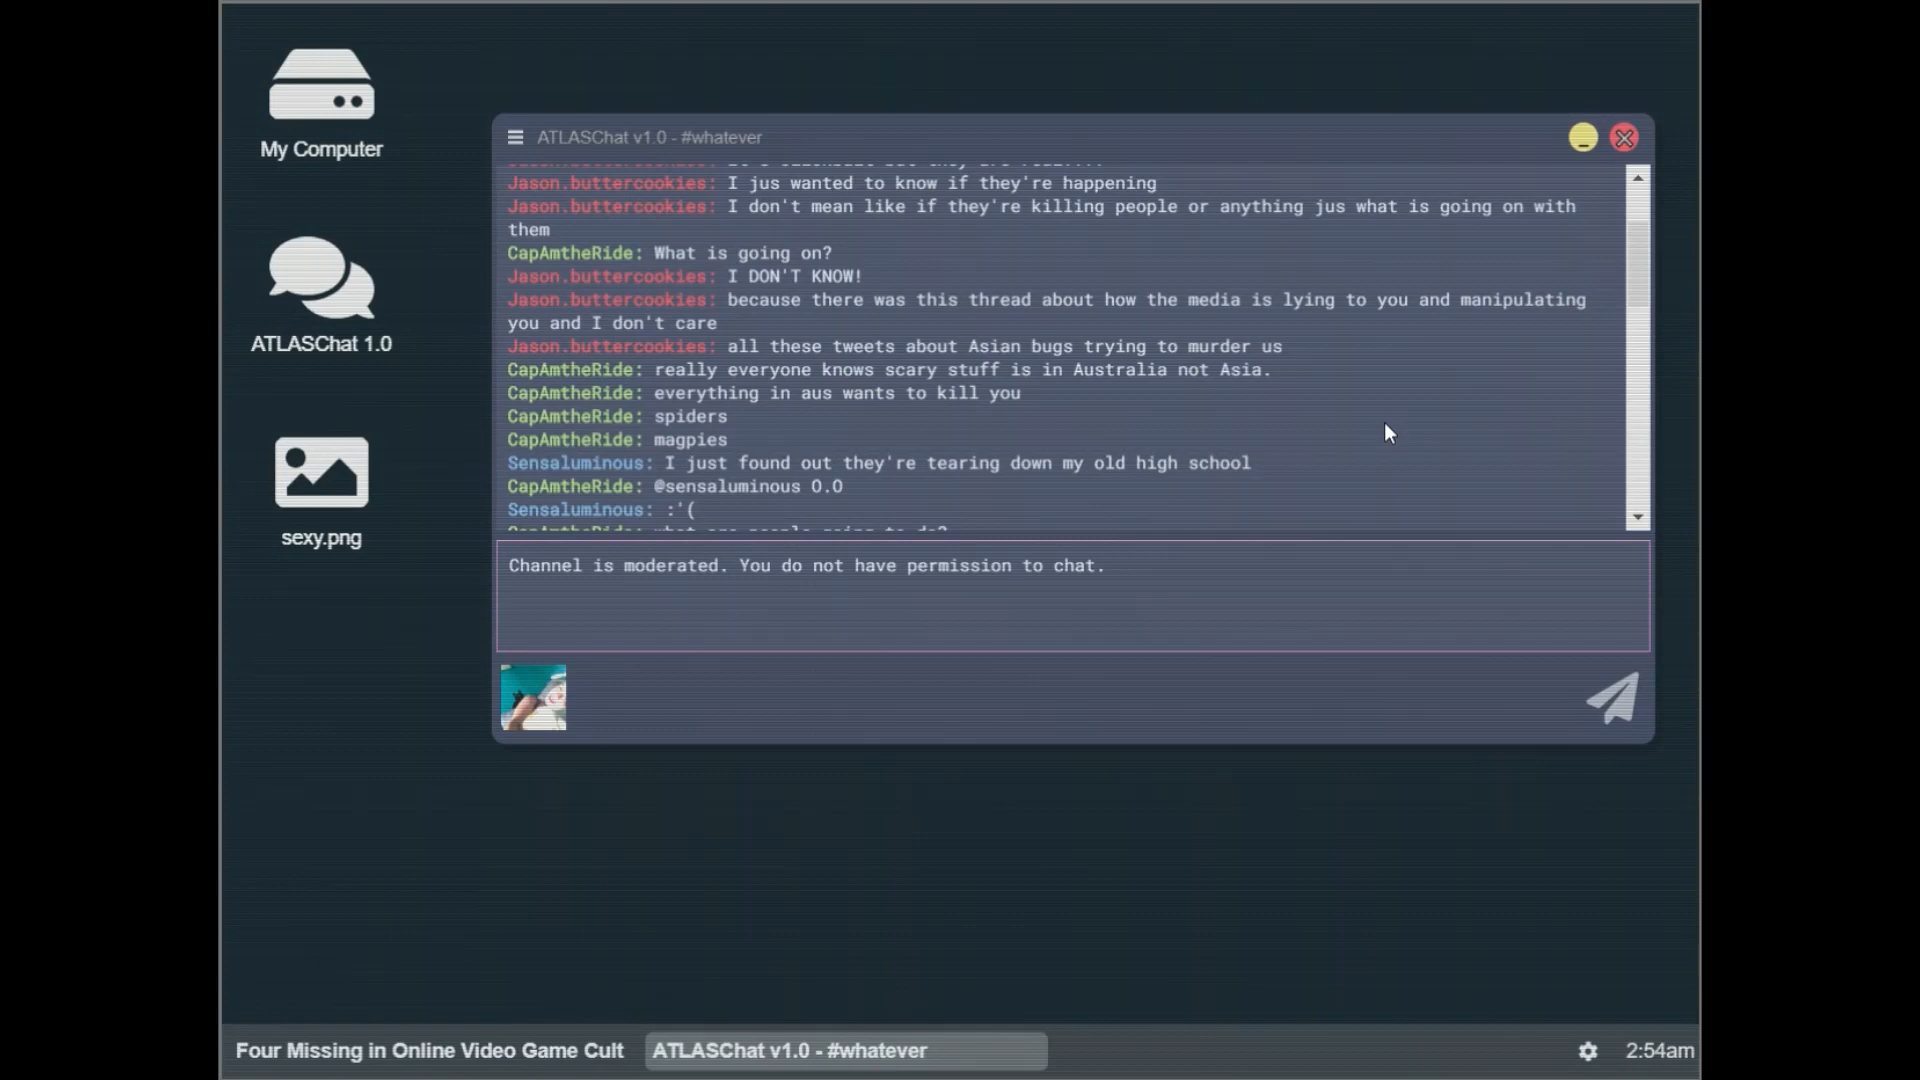 My Computer
ATLASChat 1.0
sexy.png
ATLASChat v1.0 - #whatever
Jason.buttercookies: I jus wanted to know if they're happening
Jason.buttercookies: I don't mean like if they're killing people or anything jus what is going on with
them
CapAmtheRide: What is going on?
Jason.buttercookies: I DON'T KNOW!
Jason.buttercookies: because there was this thread about how the media is lying to you and manipulating
you and I don't care
Jason.buttercookies: all these tweets about Asian bugs trying to murder us
CapAmtheRide: really everyone knows scary stuff is in Australia not Asia.
CapAmtheRide: everything in aus wants to kill you
CapAmtheRide: spiders
CapAmtheRide: magpies
Sensaluminous: I just found out they're tearing down my old high school
CapAmtheRide: @sensaluminous O.O
Sensaluminous: :'(
Channel is moderated. You do not have permission to chat.
Four Missing in Online Video Game Cult
ATLASChat v1.0 - #whatever
2:54am